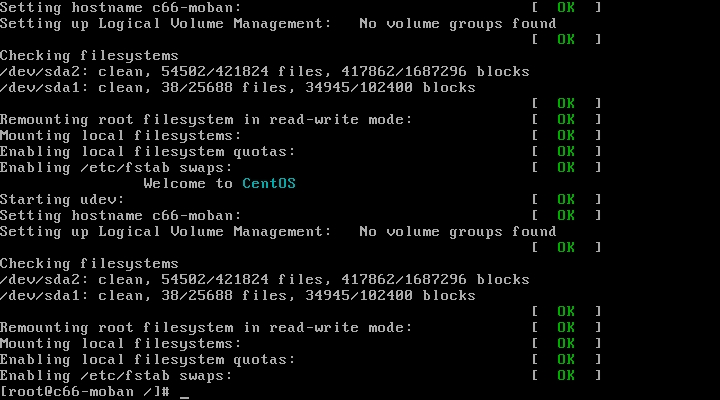 Setting hostname c66-moban: [ OK ]
Setting up Logical Volume Management: No volume groups found
[ OK ]
Checking filesystems
/dev/sda2: clean, 54502/421824 files, 417862/1687296 blocks
/dev/sda1: clean, 38/25688 files, 34945/102400 blocks
[ OK ]
Remounting root filesystem in read-write mode: [ OK ]
Mounting local filesystems: [ OK ]
Enabling local filesystem quotas: [ OK ]
Enabling /etc/fstab swaps: [ OK ]
Welcome to CentOS
Starting udev: [ OK ]
Setting hostname c66-moban: [ OK ]
Setting up Logical Volume Management: No volume groups found
[ OK ]
Checking filesystems
/dev/sda2: clean, 54502/421824 files, 417862/1687296 blocks
/dev/sda1: clean, 38/25688 files, 34945/102400 blocks
[ OK ]
Remounting root filesystem in read-write mode: [ OK ]
Mounting local filesystems: [ OK ]
Enabling local filesystem quotas: [ OK ]
Enabling /etc/fstab swaps: [ OK ]
[root@c66-moban /]# _